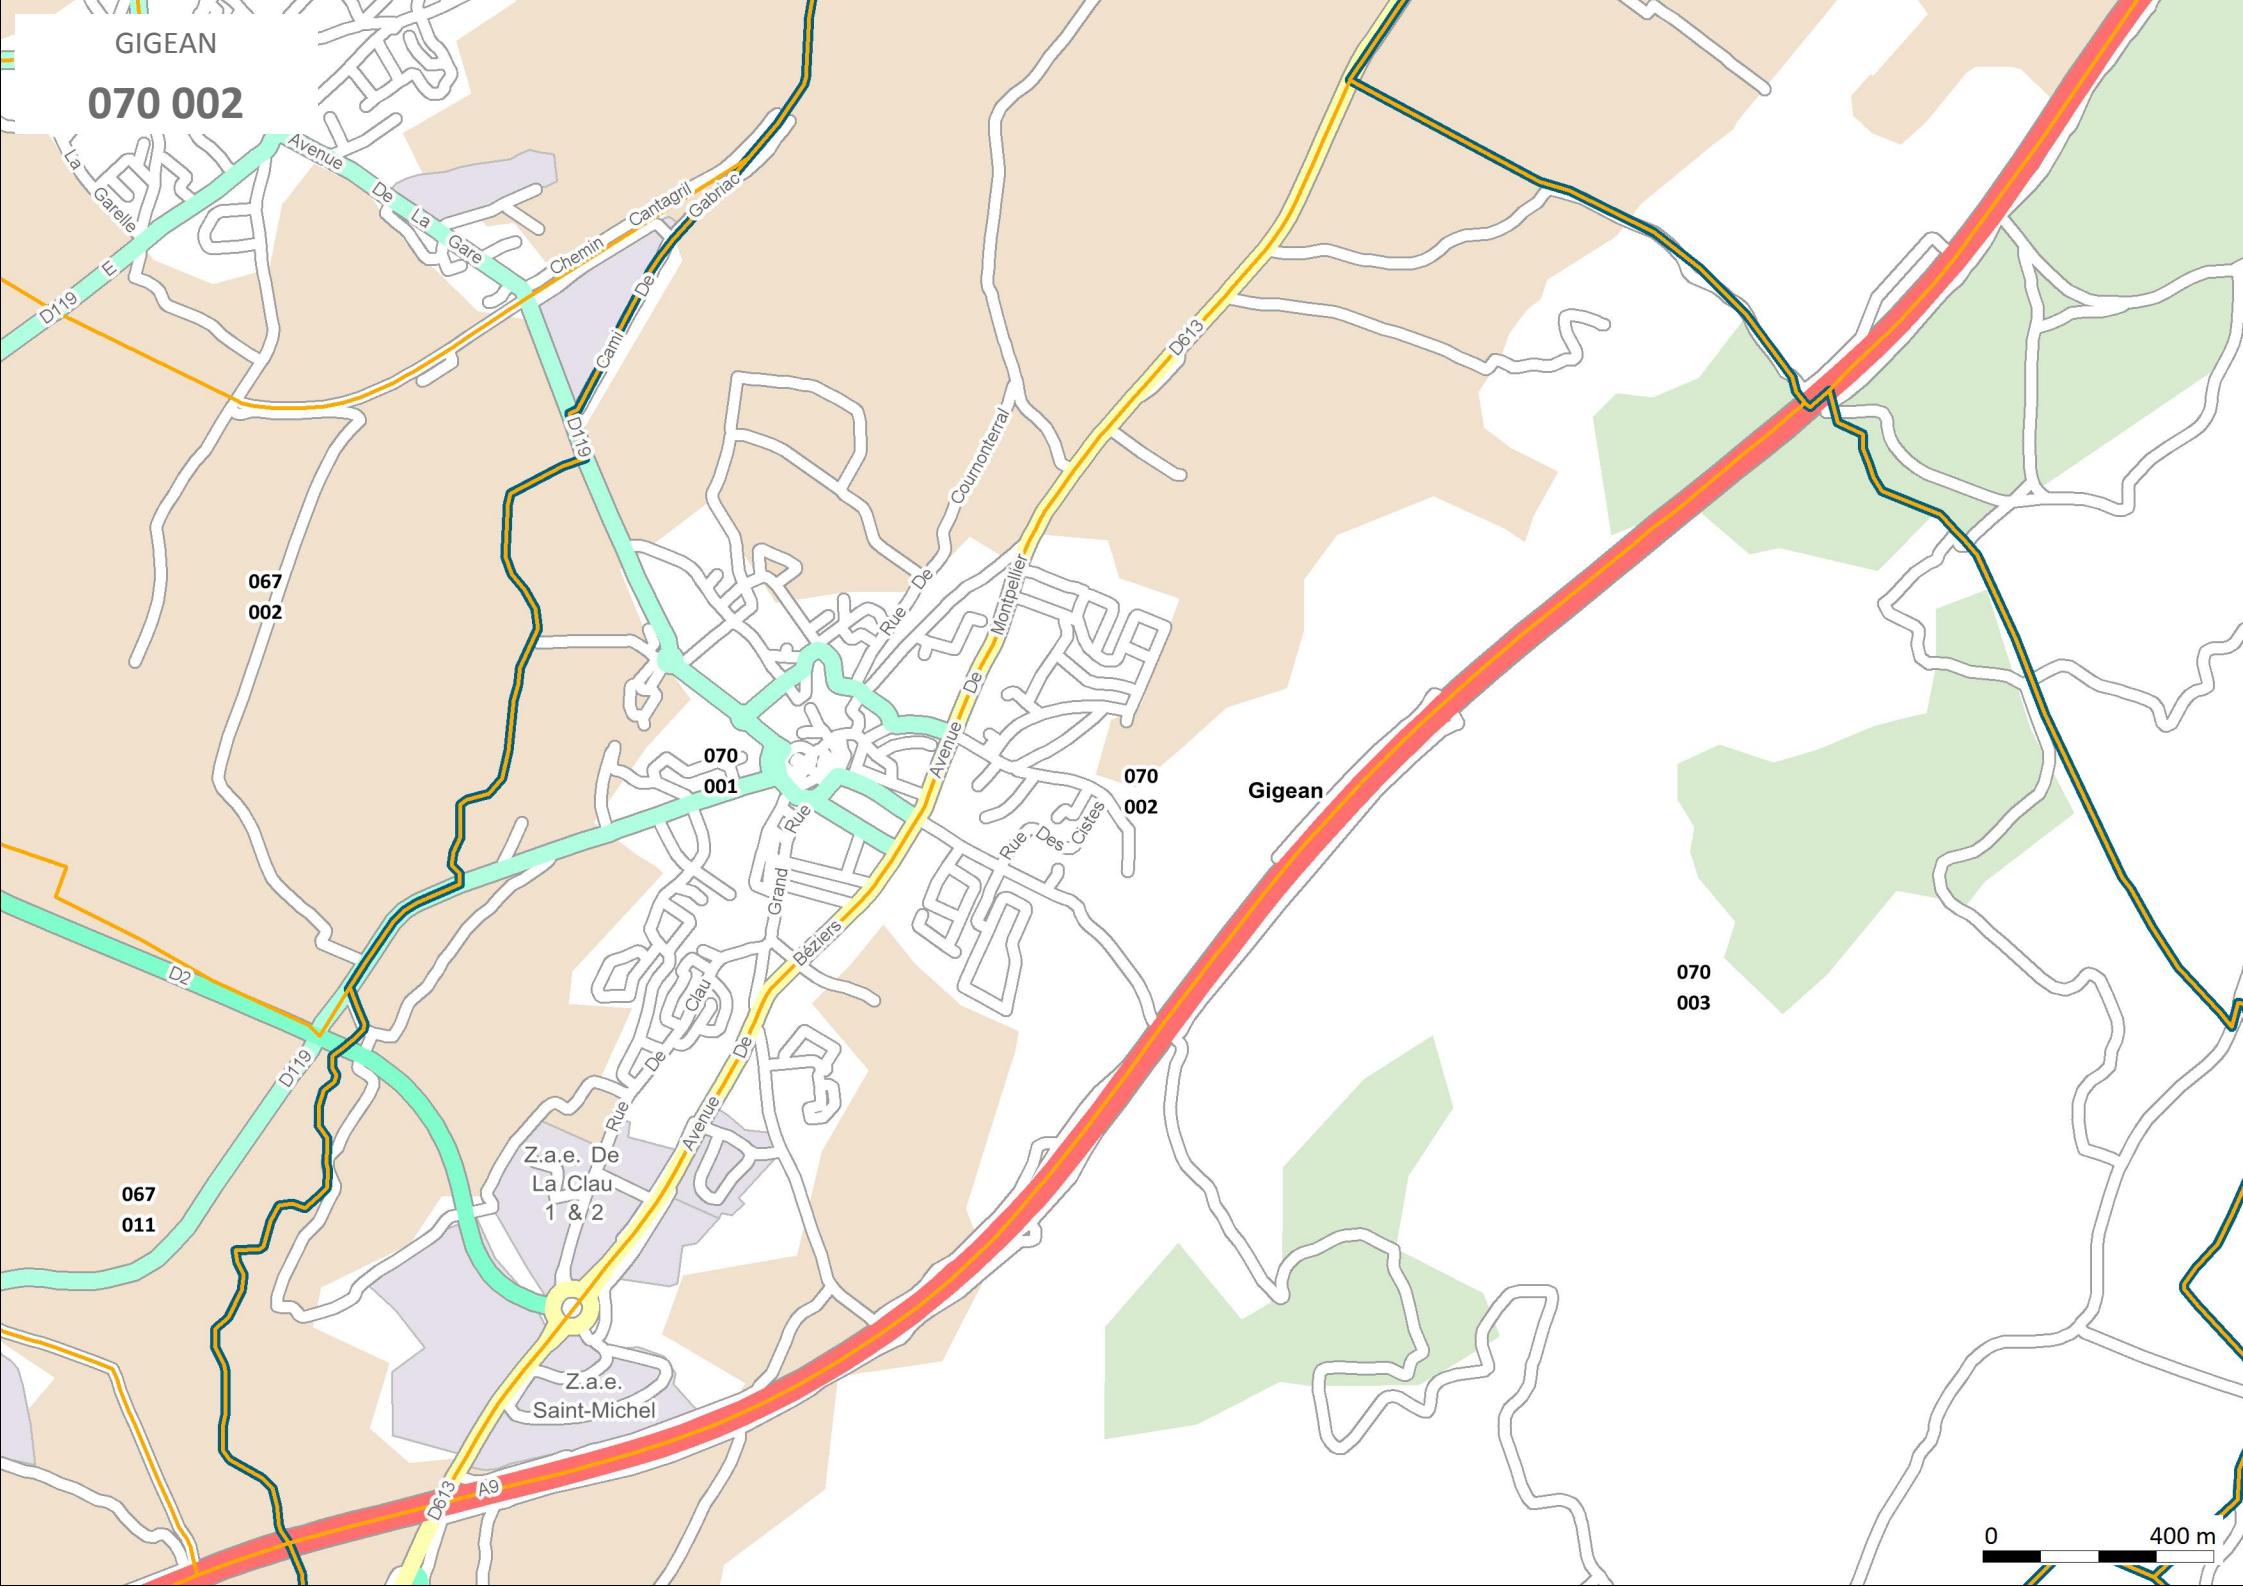 GIGEAN
070 002
La
Garelle
Avenue
De
La
Gare
Chemin
Cantagril
Cami
De
Gabriac
D119
E
D119
D613
Rue
De
Cournonterral
067
002
070
001
Avenue
De
Montpellier
070
002
Gigean
Rue
Des
Cistes
Grand
Rue
Avenue
De
Béziers
Rue
De
Clau
D2
D119
070
003
Z.a.e. De
La Clau
1 & 2
067
011
Z.a.e.
Saint-Michel
A9
D613
0 400 m